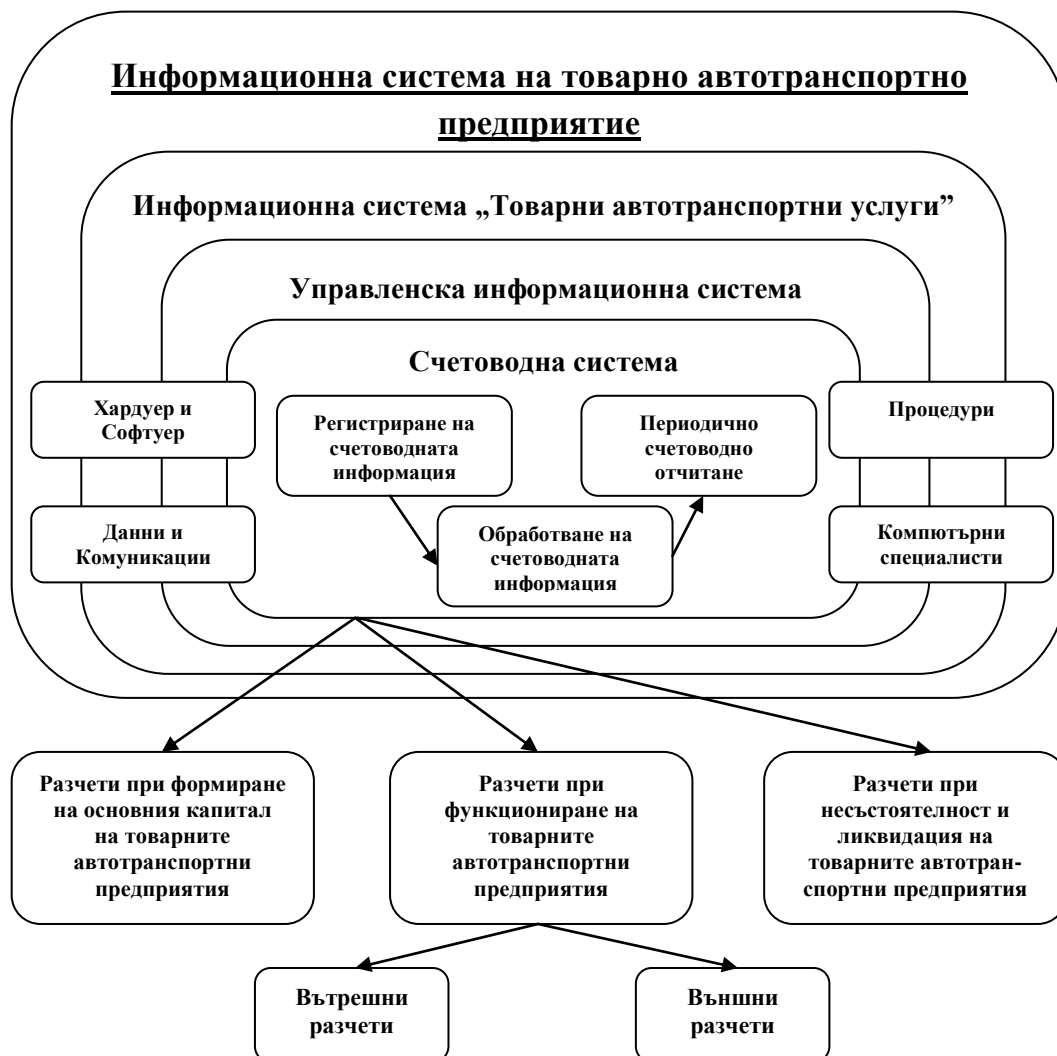 Информационна система на товарно автотранспортно
предприятие
Информационна система „Товарни автотранспортни услуги”
Управленска информационна система
Счетоводна система
Хардуер и
Софтуер
Регистриране на
счетоводната
информация
Периодично
счетоводно
отчитане
Процедури
Данни и
Комуникации
Обработване на
счетоводната
информация
Компютърни
специалисти
Разчети при формиране
на основния капитал
на товарните
автотранспортни
предприятия
Разчети при
функциониране на
товарните
автотранспортни
предприятия
Разчети при
несъстоятелност и
ликвидация на
товарните автотран-
спортни предприятия
Вътрешни
разчети
Външни
разчети